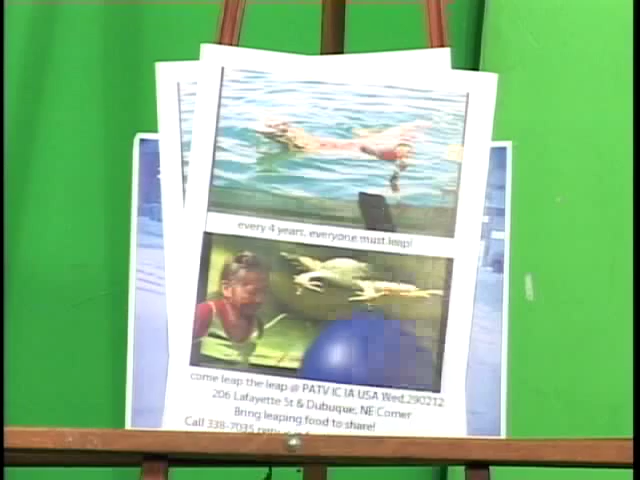 every 4 years, everyone must leap!
come leap the leap @ PATV IC IA USA Wed.290212
206 Lafayette St & Dubuque, NE Corner
Bring leaping food to share!
Call 338-7035